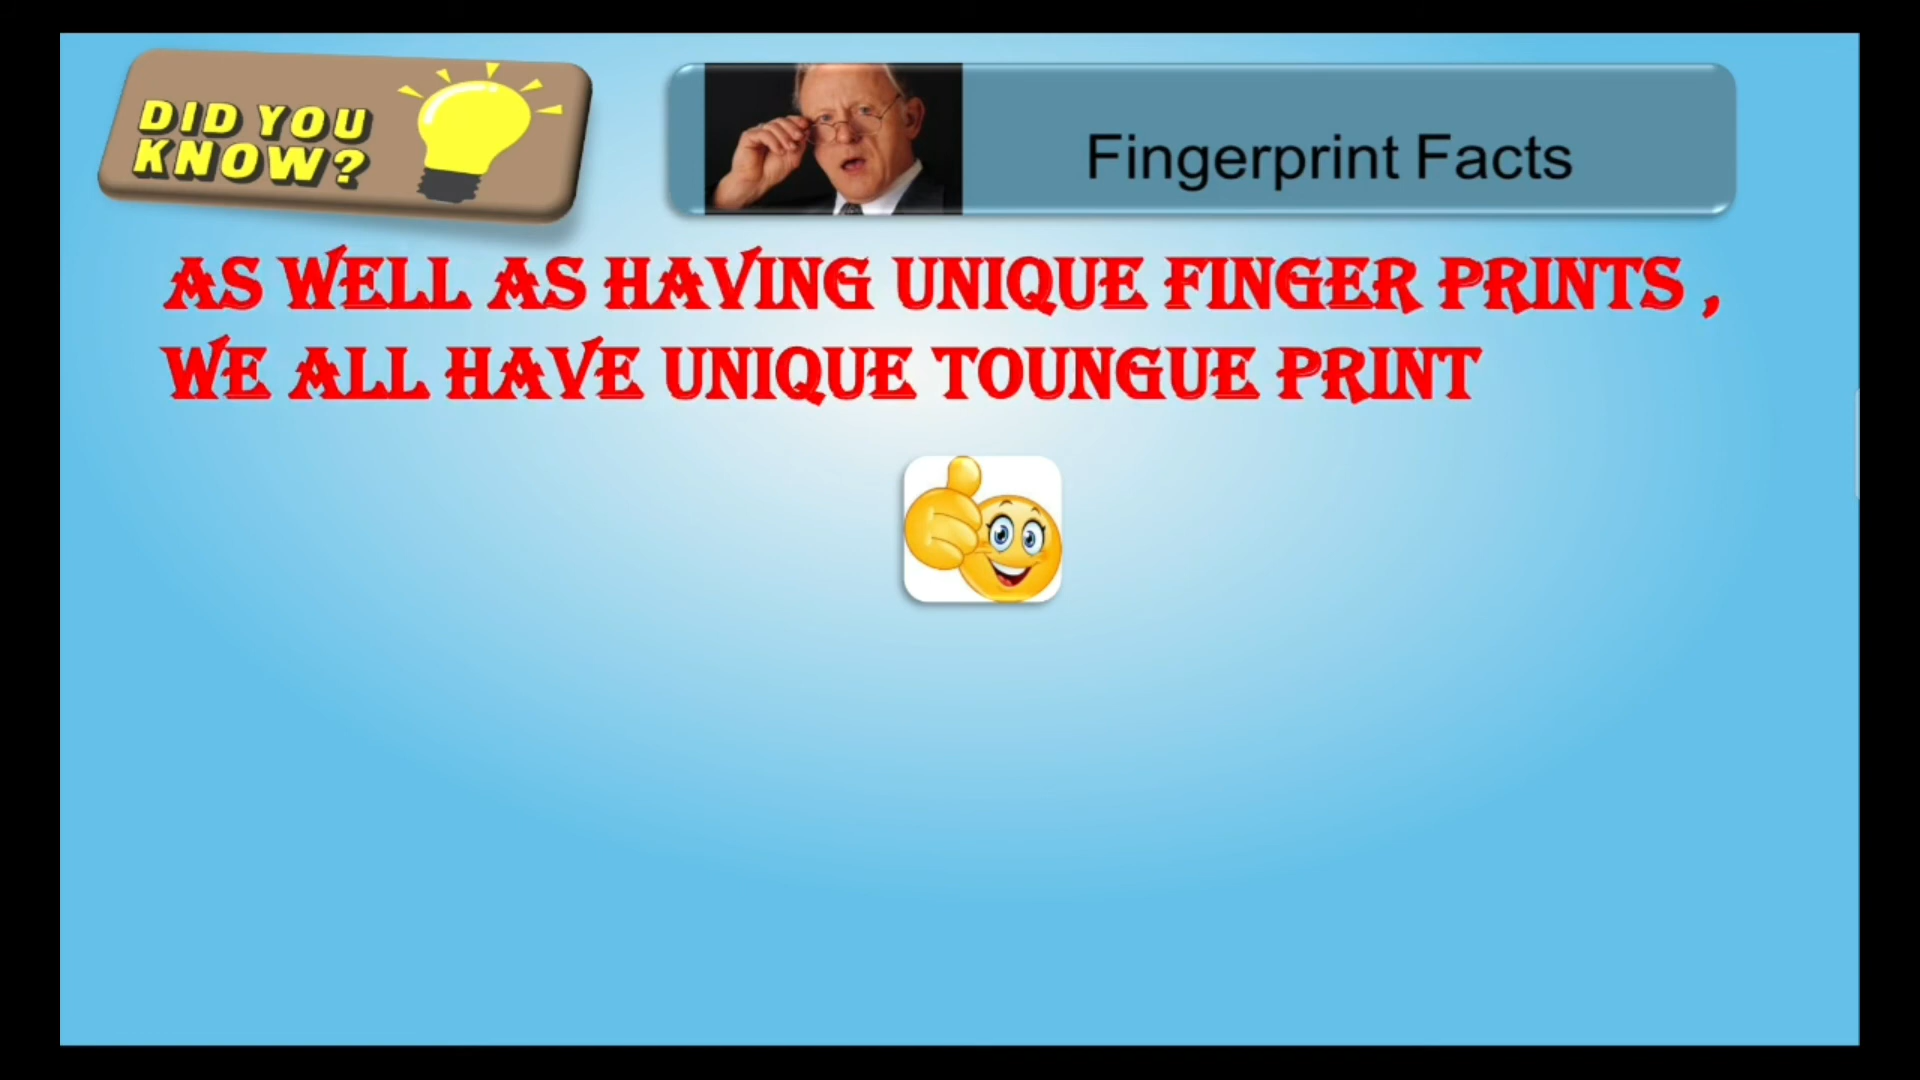 DID YOU
KNOW?
Fingerprint Facts
AS WELL AS HAVING UNIQUE FINGER PRINTS ,
WE ALL HAVE UNIQUE TOUNGUE PRINT